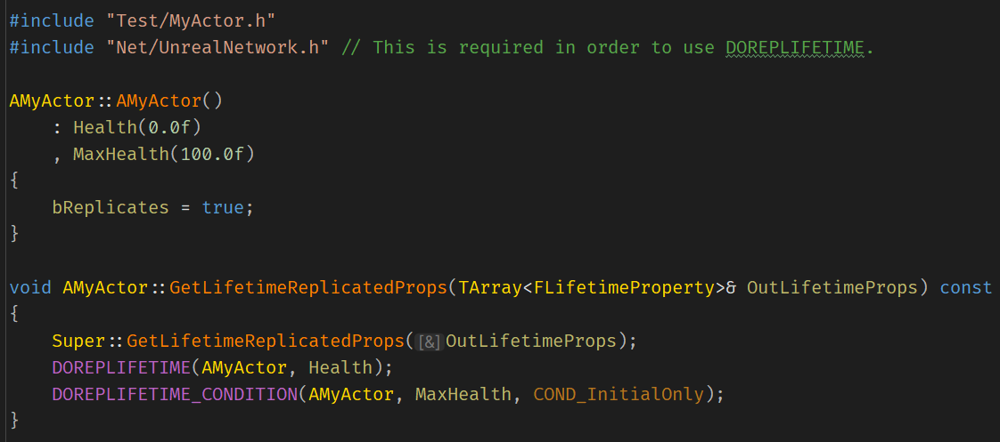 #include "Test/MyActor.h"
#include "Net/UnrealNetwork.h" // This is required in order to use DOREPLIFETIME.

AMyActor::AMyActor()
    : Health(0.0f)
    , MaxHealth(100.0f)
{
    bReplicates = true;
}

void AMyActor::GetLifetimeReplicatedProps(TArray<FLifetimeProperty>& OutLifetimeProps) const
{
    Super::GetLifetimeReplicatedProps([&]OutLifetimeProps);
    DOREPLIFETIME(AMyActor, Health);
    DOREPLIFETIME_CONDITION(AMyActor, MaxHealth, COND_InitialOnly);
}